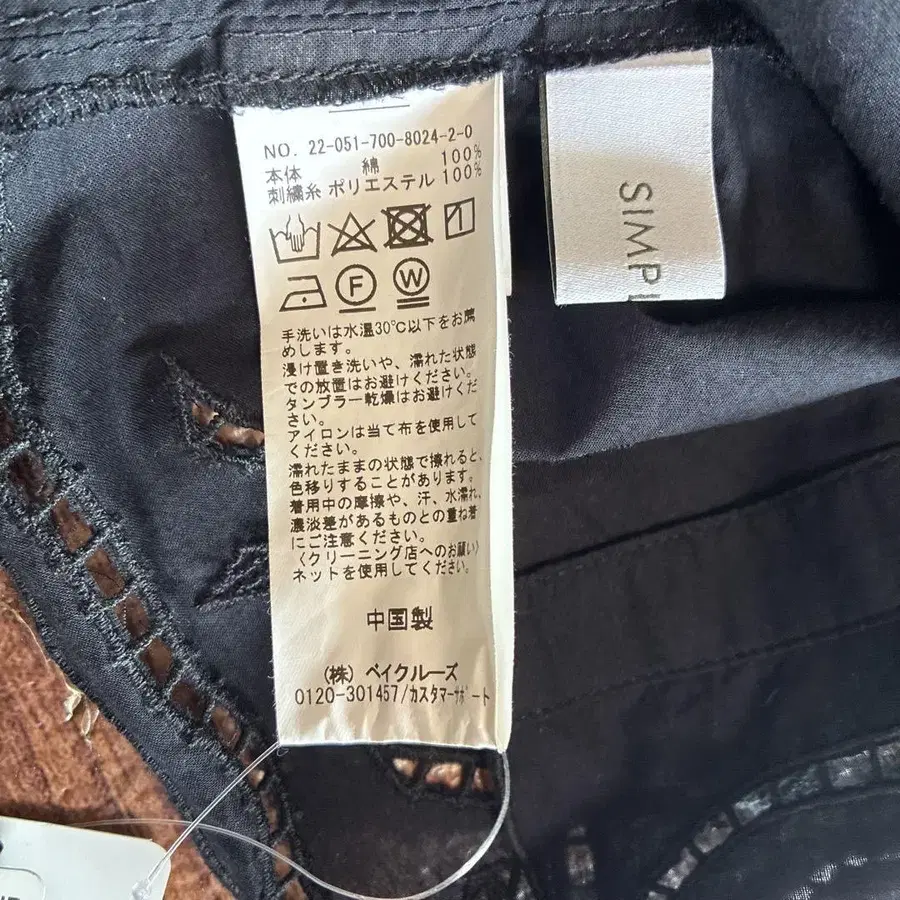 NO. 22-051-700-8024-2-0
本体 綿 100%
刺繍糸 ポリエステル 100%
F W
手洗いは水温30℃以下をお薦
めします。
浸け置き洗いや、濡れた状態
での放置はお避けください。
タンブラー乾燥はお避けくだ
さい。
アイロンは当て布を使用して
ください。
濡れたままの状態で擦れると、
色移りすることがあります。
着用中の摩擦や、汗、水濡れ、
濃淡差があるものとの重ね着
にご注意ください。
〈クリーニング店へのお願い〉
ネットを使用してください。
中国製
(株) ベイクルーズ
0120-301457/カスタマーサポート
SIMPL